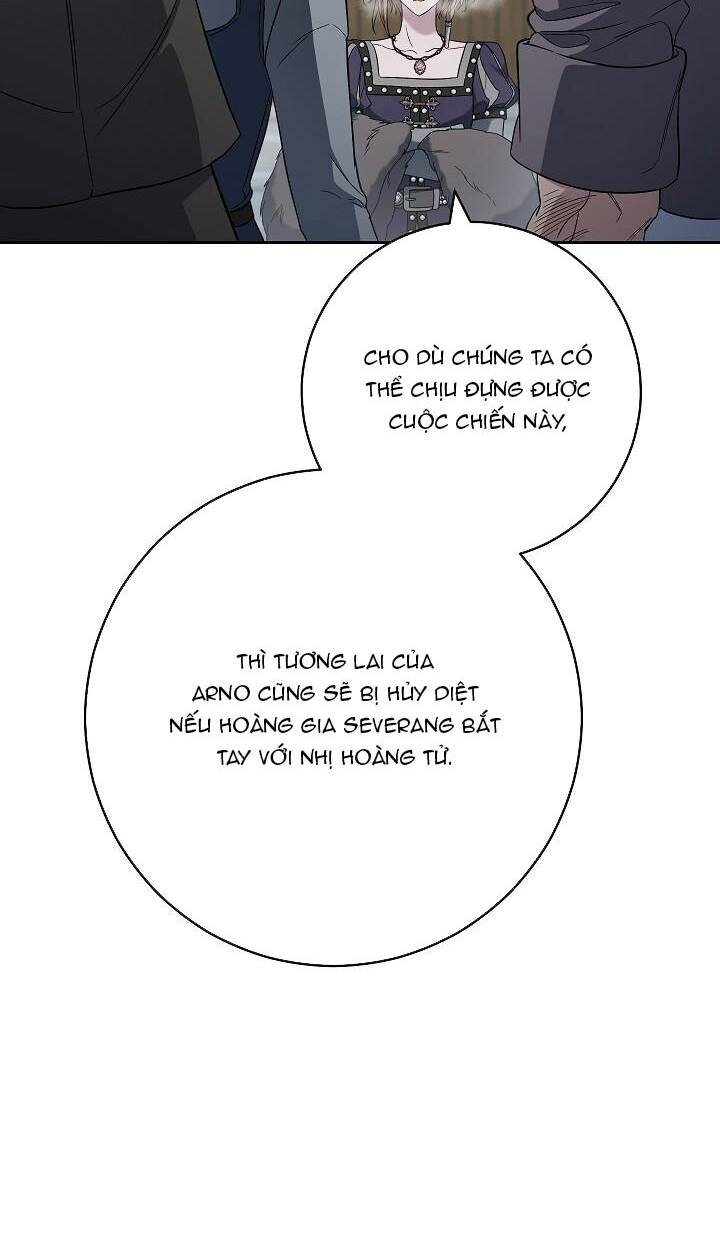 CHO DÙ CHÚNG TA CÓ
THỂ CHỊU ĐỰNG ĐƯỢC
CUỘC CHIẾN NÀY,
THÌ TƯƠNG LAI CỦA
ARNO CŨNG SẼ BỊ HỦY DIỆT
NẾU HOÀNG GIA SEVERANG BẮT
TAY VỚI NHỊ HOÀNG TỬ.